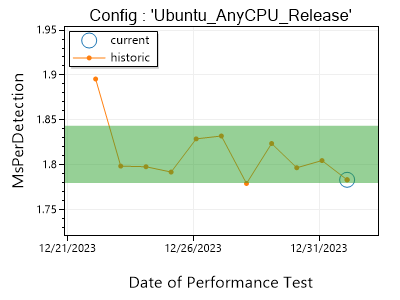 Config : 'Ubuntu_AnyCPU_Release'
current
historic
MsPerDetection
1.95
1.9
1.85
1.8
1.75
12/21/2023
12/26/2023
12/31/2023
Date of Performance Test